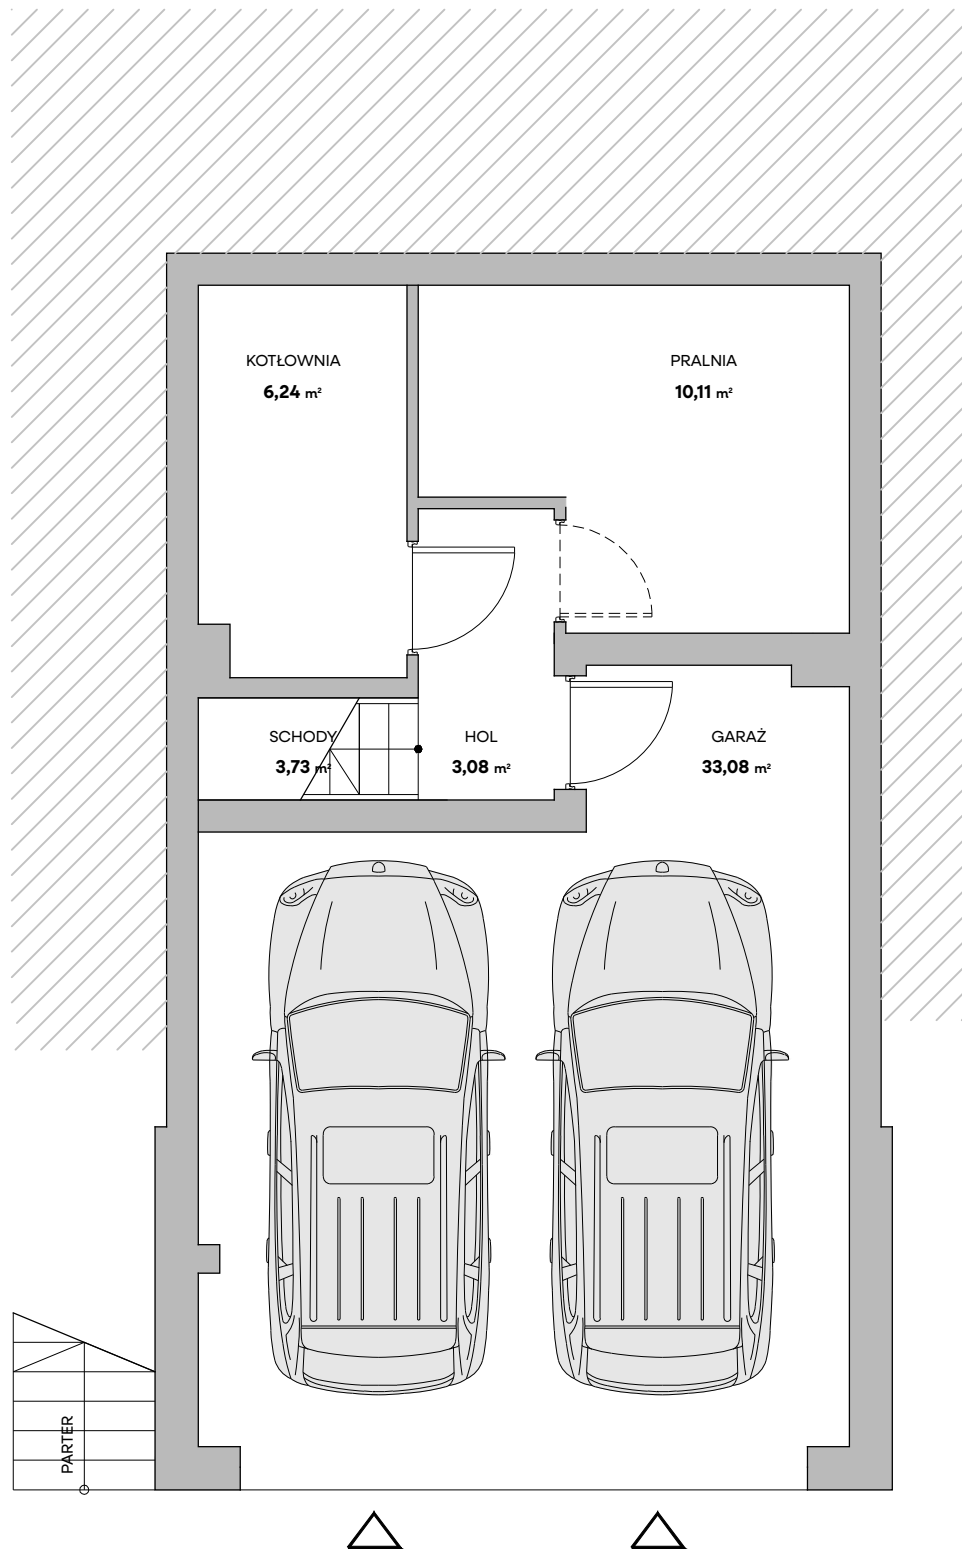 KOTŁOWNIA
6,24 m²
PRALNIA
10,11 m²
SCHODY
3,73 m²
HOL
3,08 m²
GARAŻ
33,08 m²
PARTER